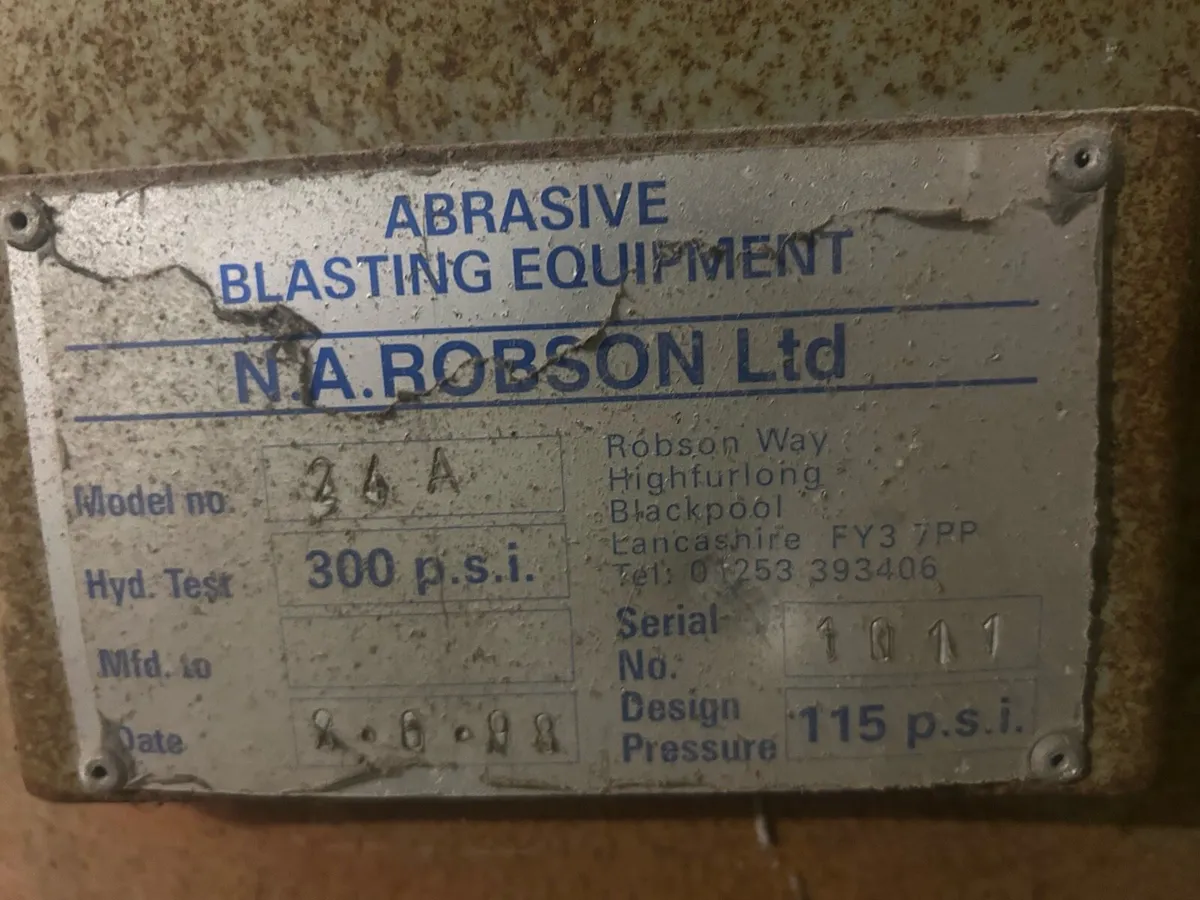 ABRASIVE
BLASTING EQUIPMENT
N.A.ROBSON Ltd
Model no.
Robson Way
Highfurlong
Blackpool
Lancashire FY3 7PP
Tel: 01253 393406
Hyd. Test 300 p.s.i.
Mfd. to
Date
Serial No. 1011
Design Pressure 115 p.s.i.